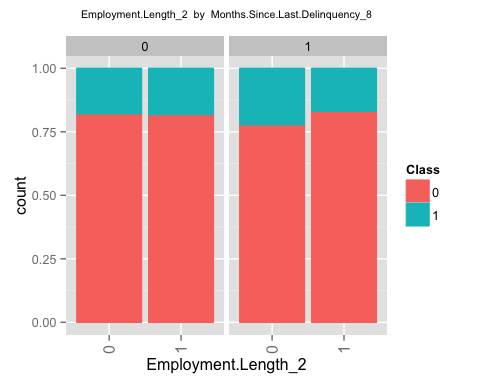 Employment.Length_2 by Months.Since.Last.Delinquency_8
0 1
1.00
0.75
0.50
0.25
0.00
count
0 1 0 1
Employment.Length_2
Class
0
1